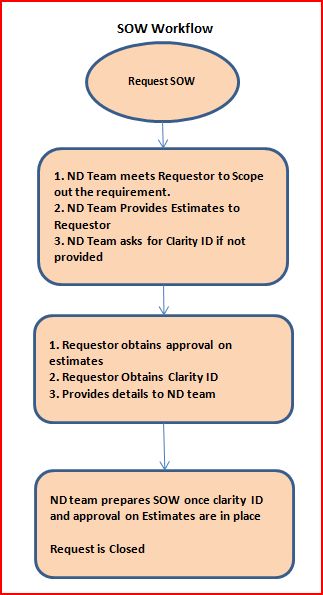 SOW Workflow
Request SOW
1. ND Team meets Requestor to Scope
out the requirement.
2. ND Team Provides Estimates to
Requestor
3. ND Team asks for Clarity ID if not
provided
1. Requestor obtains approval on
estimates
2. Requestor Obtains Clarity ID
3. Provides details to ND team
ND team prepares SOW once clarity ID
and approval on Estimates are in place
Request is Closed